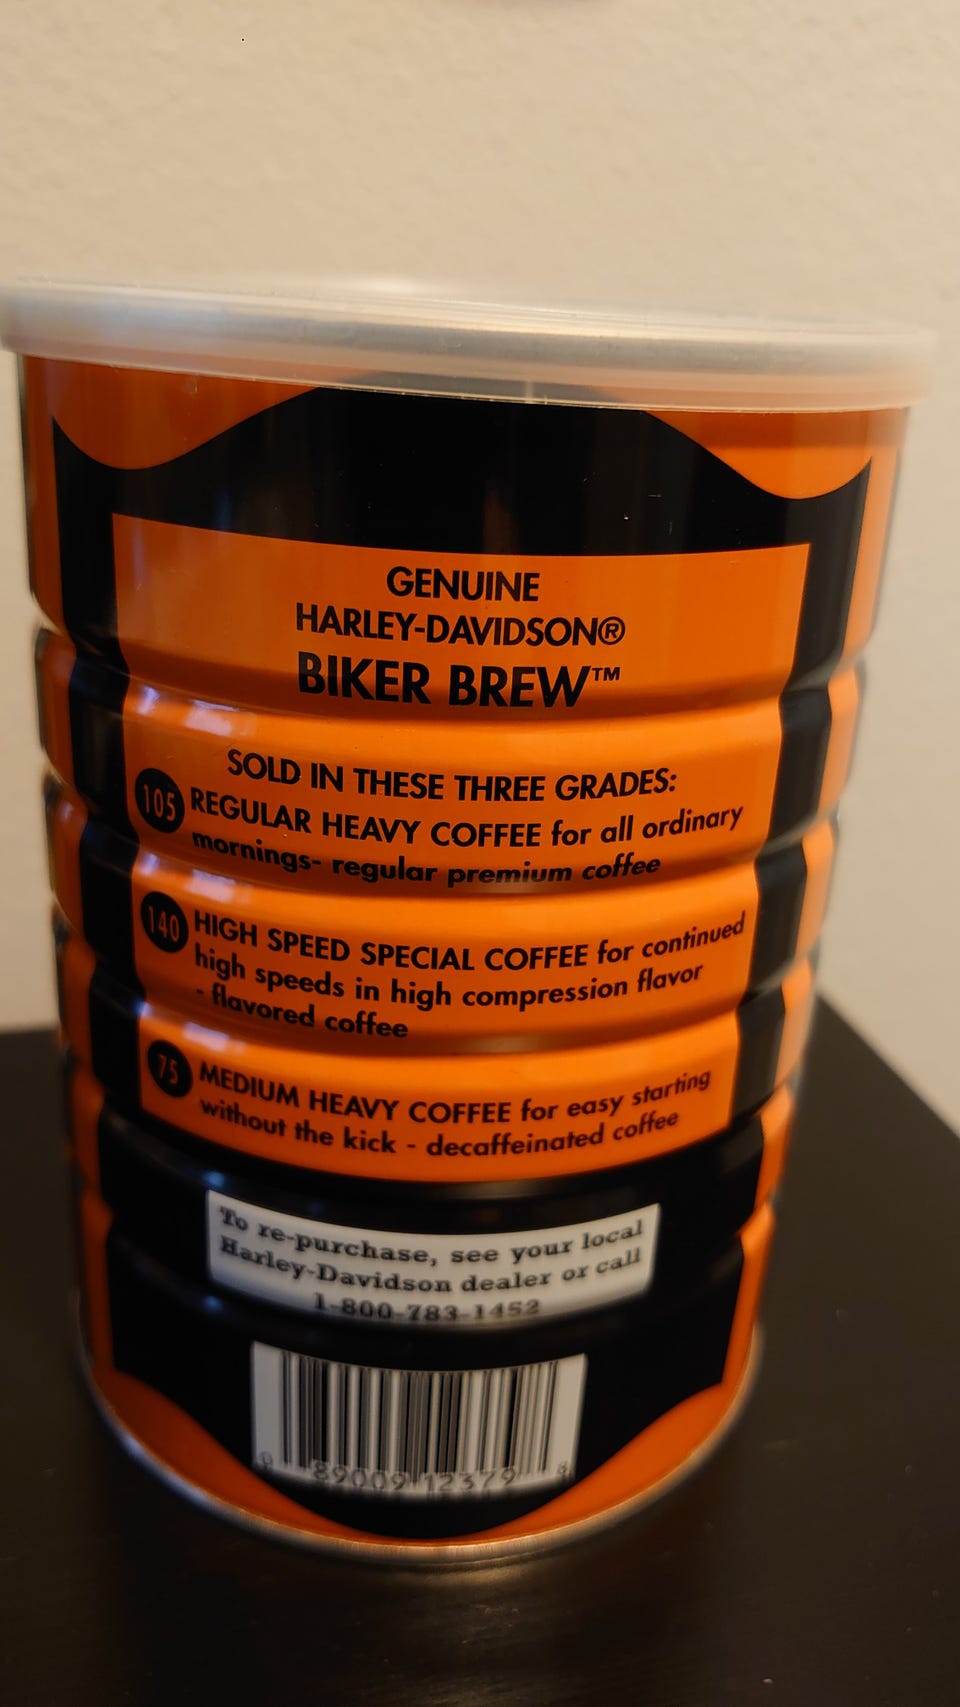 GENUINE
HARLEY-DAVIDSON®
BIKER BREW™
SOLD IN THESE THREE GRADES:
105 REGULAR HEAVY COFFEE for all ordinary
mornings- regular premium coffee
140 HIGH SPEED SPECIAL COFFEE for continued
high speeds in high compression flavor
- flavored coffee
75 MEDIUM HEAVY COFFEE for easy starting
without the kick - decaffeinated coffee
To re-purchase, see your local
Harley-Davidson dealer or call
1-800-783-1452
89009 12379